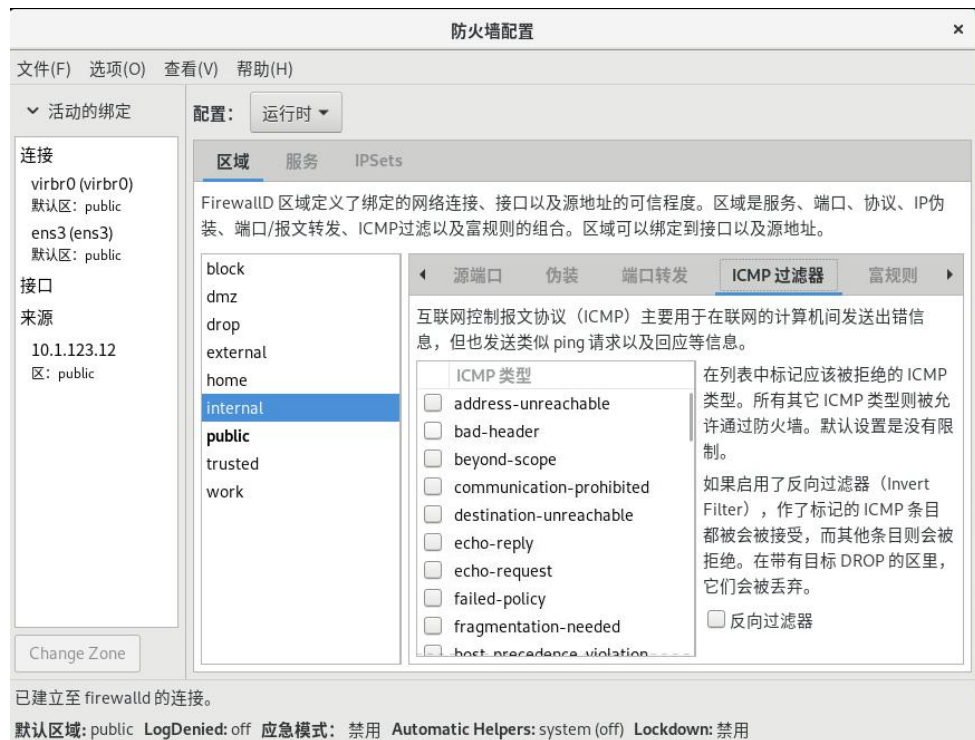 防火墙配置
×
文件(F) 选项(O) 查看(V) 帮助(H)
活动的绑定
连接
virbr0 (virbr0)
默认区: public
ens3 (ens3)
默认区: public
接口
来源
10.1.123.12
区: public
Change Zone
配置: 运行时
区域 服务 IPSets
FirewallD 区域定义了绑定的网络连接、接口以及源地址的可信程度。区域是服务、端口、协议、IP伪
装、端口/报文转发、ICMP过滤以及富规则的组合。区域可以绑定到接口以及源地址。
block
dmz
drop
external
home
internal
public
trusted
work
源端口 伪装 端口转发 ICMP 过滤器 富规则
互联网控制报文协议（ICMP）主要用于在联网的计算机间发送出错信
息，但也发送类似 ping 请求以及回应等信息。
ICMP 类型
address-unreachable
bad-header
beyond-scope
communication-prohibited
destination-unreachable
echo-reply
echo-request
failed-policy
fragmentation-needed
host-precedence-violation
在列表中标记应该被拒绝的 ICMP
类型。所有其它 ICMP 类型则被允
许通过防火墙。默认设置是没有限
制。
如果启用了反向过滤器（Invert
Filter），作了标记的 ICMP 条目
都被会被接受，而其他条目则会被
拒绝。在带有目标 DROP 的区里，
它们会被丢弃。
反向过滤器
已建立至 firewalld 的连接。
默认区域: public LogDenied: off 应急模式： 禁用 Automatic Helpers: system (off) Lockdown: 禁用